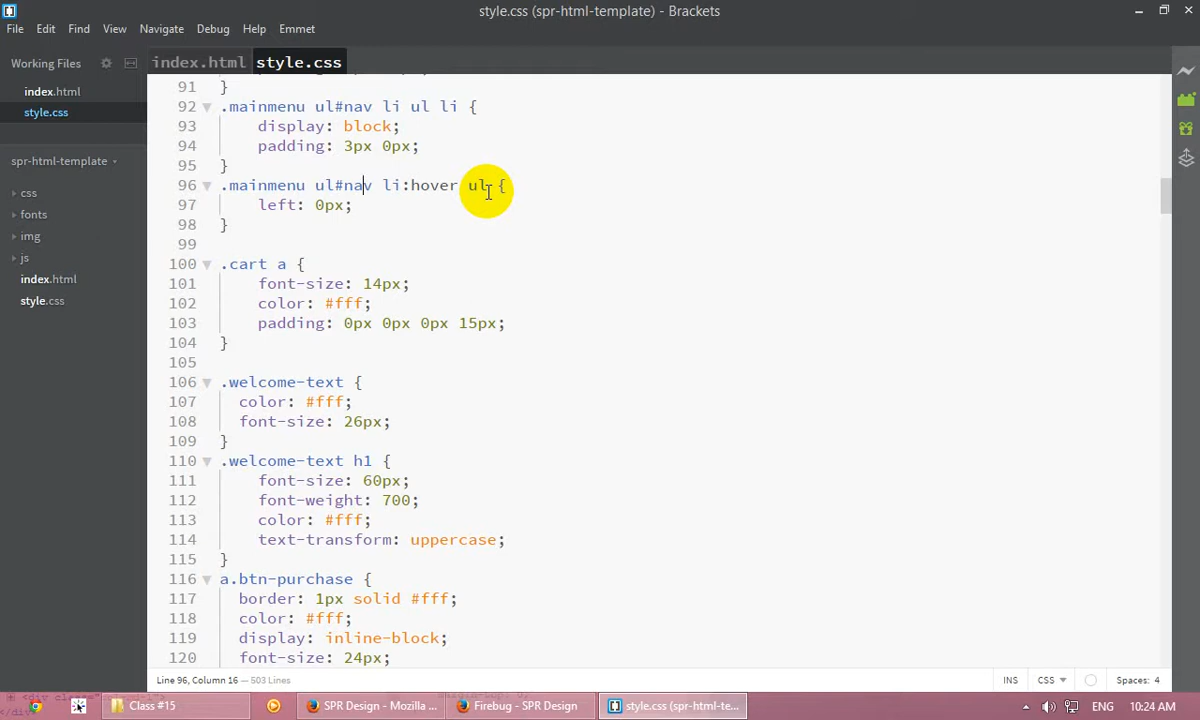 style.css (spr-html-template) - Brackets
File Edit Find View Navigate Debug Help Emmet
Working Files
index.html
style.css
spr-html-template
css
fonts
img
js
index.html
style.css
index.html style.css
91 }
92 .mainmenu ul#nav li ul li {
93 display: block;
94 padding: 3px 0px;
95 }
96 .mainmenu ul#nav li:hover ul {
97 left: 0px;
98 }
99
100 .cart a {
101 font-size: 14px;
102 color: #fff;
103 padding: 0px 0px 0px 15px;
104 }
105
106 .welcome-text {
107 color: #fff;
108 font-size: 26px;
109 }
110 .welcome-text h1 {
111 font-size: 60px;
112 font-weight: 700;
113 color: #fff;
114 text-transform: uppercase;
115 }
116 a.btn-purchase {
117 border: 1px solid #fff;
118 color: #fff;
119 display: inline-block;
120 font-size: 24px;
Line 96, Column 16 — 503 Lines
INS CSS Spaces: 4
Class #15 SPR Design - Mozilla ... Firebug - SPR Design style.css (spr-html-te... ENG 10:24 AM